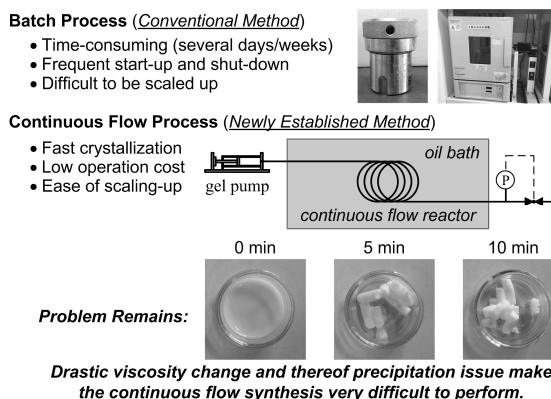 Batch Process (Conventional Method)
• Time-consuming (several days/weeks)
• Frequent start-up and shut-down
• Difficult to be scaled up
Continuous Flow Process (Newly Established Method)
• Fast crystallization
• Low operation cost
• Ease of scaling-up
gel pump
oil bath
continuous flow reactor
P
0 min
5 min
10 min
Problem Remains:
Drastic viscosity change and thereof precipitation issue make
the continuous flow synthesis very difficult to perform.